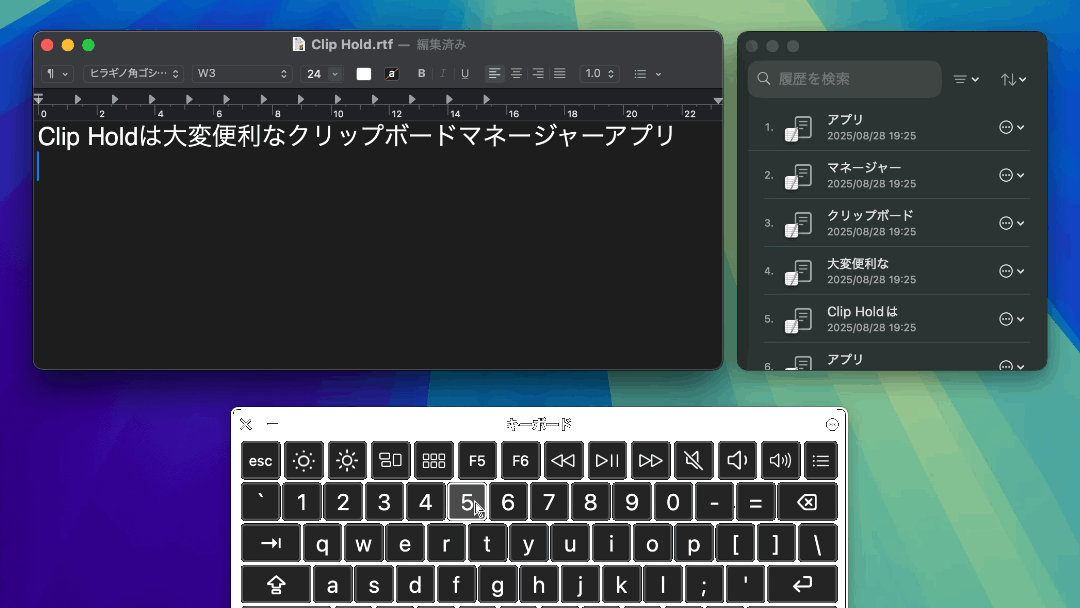 Clip Hold.rtf — 編集済み
¶ ヒラギノ角ゴシ… W3 24 a B I U 1.0
0 2 4 6 8 10 12 14 16 18 20 22
Clip Holdは大変便利なクリップボードマネージャーアプリ
履歴を検索
1. アプリ
2025/08/28 19:25
2. マネージャー
2025/08/28 19:25
3. クリップボード
2025/08/28 19:25
4. 大変便利な
2025/08/28 19:25
5. Clip Holdは
2025/08/28 19:25
6. アプリ
キーボード
esc F5 F6
` 1 2 3 4 5 6 7 8 9 0 - =
q w e r t y u i o p [ ] \
a s d f g h j k l ; '